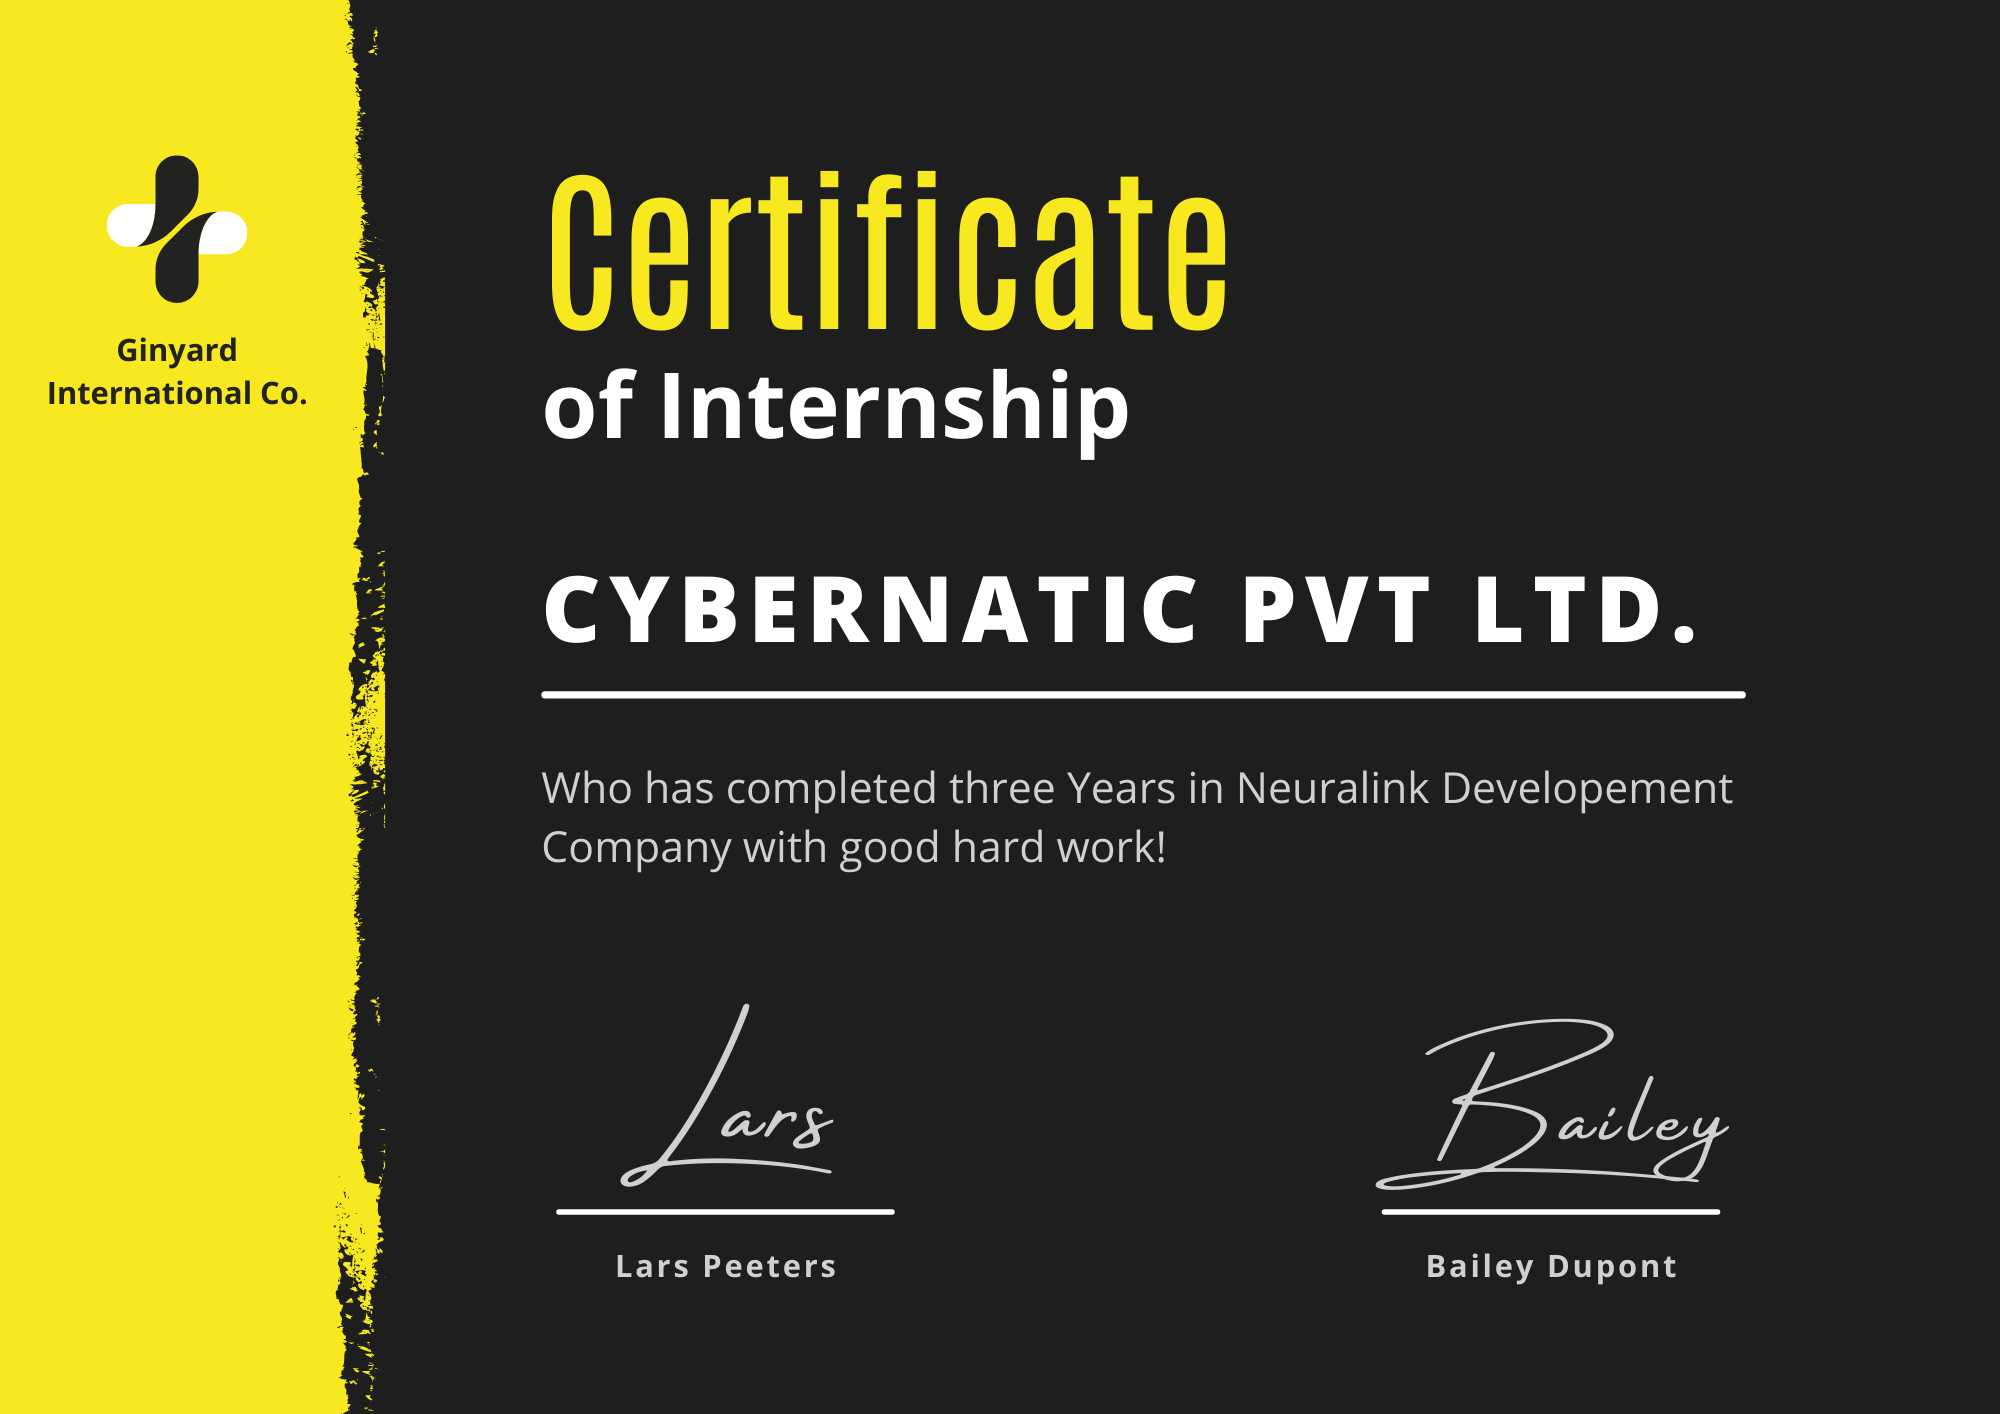 Ginyard
International Co.
Certificate
of Internship
CYBERNATIC PVT LTD.
Who has completed three Years in Neuralink Developement
Company with good hard work!
Lars
Bailey
Lars Peeters
Bailey Dupont